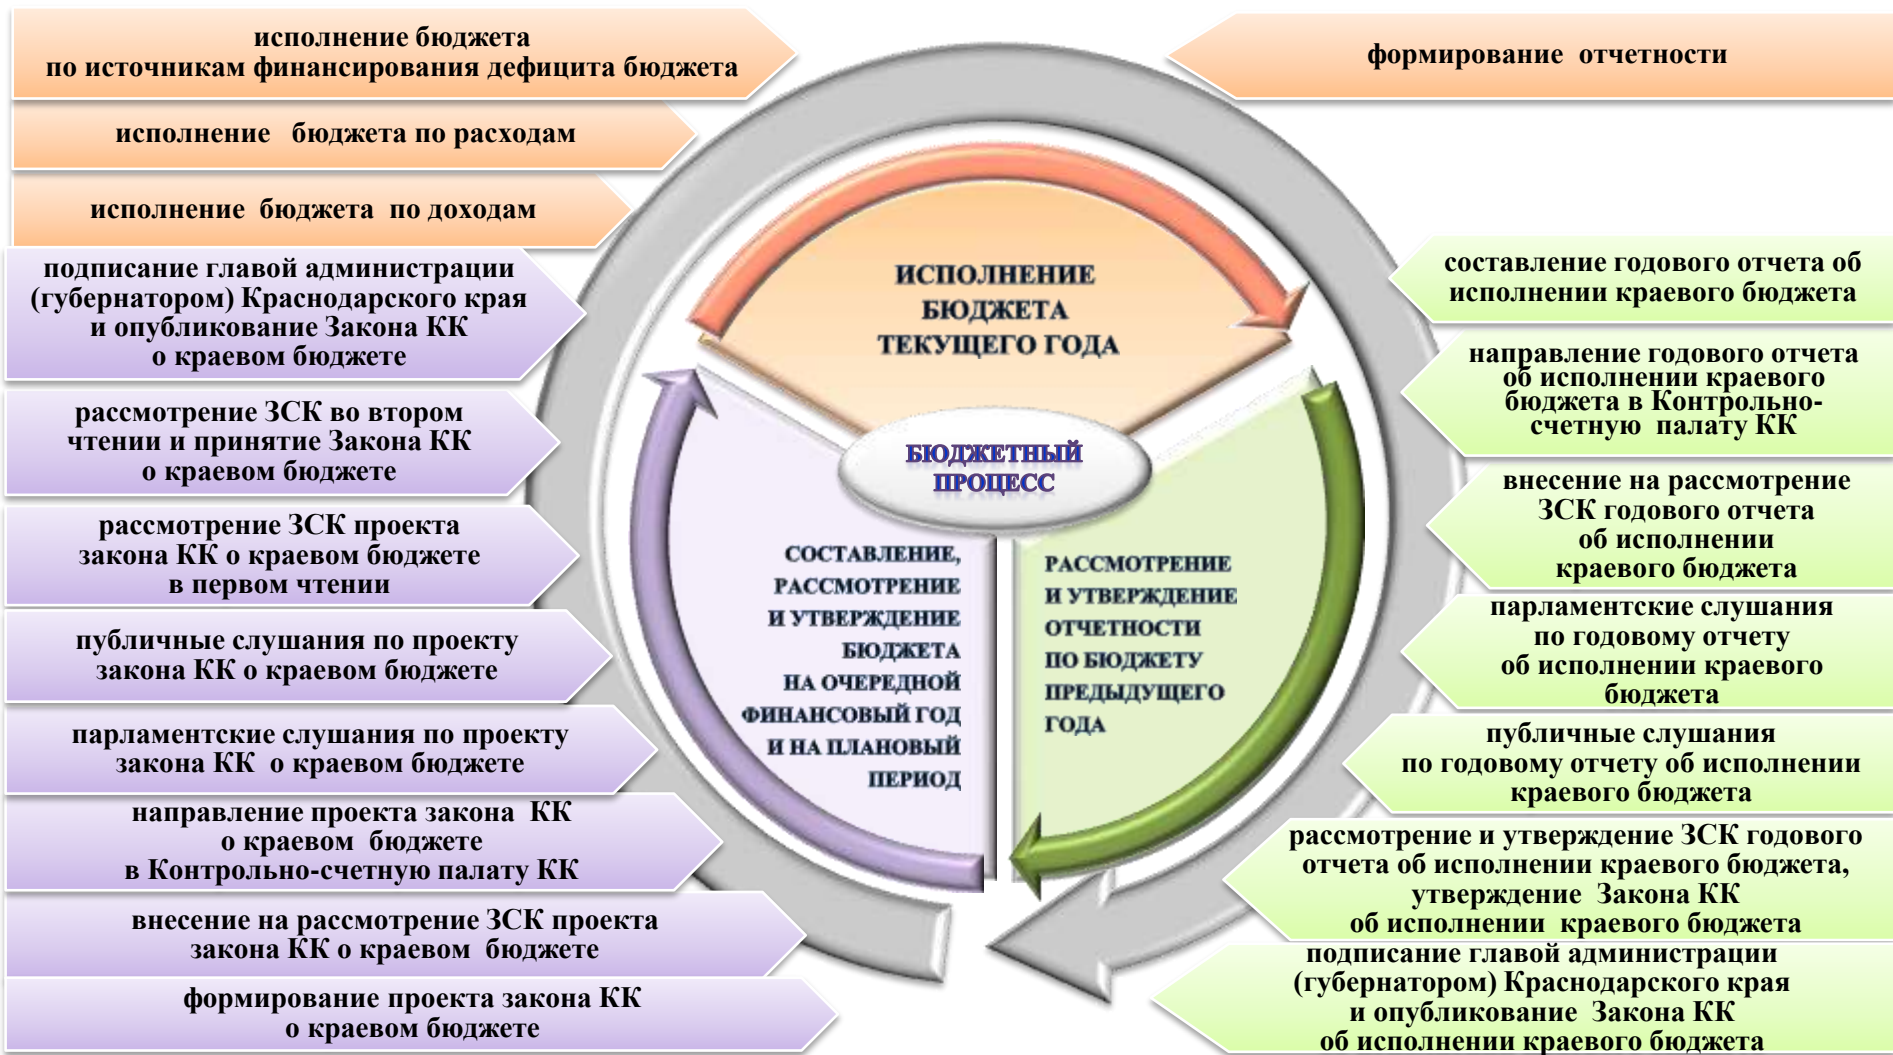 исполнение бюджета
по источникам финансирования дефицита бюджета
исполнение бюджета по расходам
исполнение бюджета по доходам
подписание главой администрации
(губернатором) Краснодарского края
и опубликование Закона КК
о краевом бюджете
рассмотрение ЗСК во втором
чтении и принятие Закона КК
о краевом бюджете
рассмотрение ЗСК проекта
закона КК о краевом бюджете
в первом чтении
публичные слушания по проекту
закона КК о краевом бюджете
парламентские слушания по проекту
закона КК о краевом бюджете
направление проекта закона КК
о краевом бюджете
в Контрольно-счетную палату КК
внесение на рассмотрение ЗСК проекта
закона КК о краевом бюджете
формирование проекта закона КК
о краевом бюджете
ИСПОЛНЕНИЕ
БЮДЖЕТА
ТЕКУЩЕГО ГОДА
БЮДЖЕТНЫЙ
ПРОЦЕСС
СОСТАВЛЕНИЕ,
РАССМОТРЕНИЕ
И УТВЕРЖДЕНИЕ
БЮДЖЕТА
НА ОЧЕРЕДНОЙ
ФИНАНСОВЫЙ ГОД
И НА ПЛАНОВЫЙ
ПЕРИОД
РАССМОТРЕНИЕ
И УТВЕРЖДЕНИЕ
ОТЧЕТНОСТИ
ПО БЮДЖЕТУ
ПРЕДЫДУЩЕГО
ГОДА
формирование отчетности
составление годового отчета об
исполнении краевого бюджета
направление годового отчета
об исполнении краевого
бюджета в Контрольно-
счетную палату КК
внесение на рассмотрение
ЗСК годового отчета
об исполнении
краевого бюджета
парламентские слушания
по годовому отчету
об исполнении краевого
бюджета
публичные слушания
по годовому отчету об исполнении
краевого бюджета
рассмотрение и утверждение ЗСК годового
отчета об исполнении краевого бюджета,
утверждение Закона КК
об исполнении краевого бюджета
подписание главой администрации
(губернатором) Краснодарского края
и опубликование Закона КК
об исполнении краевого бюджета